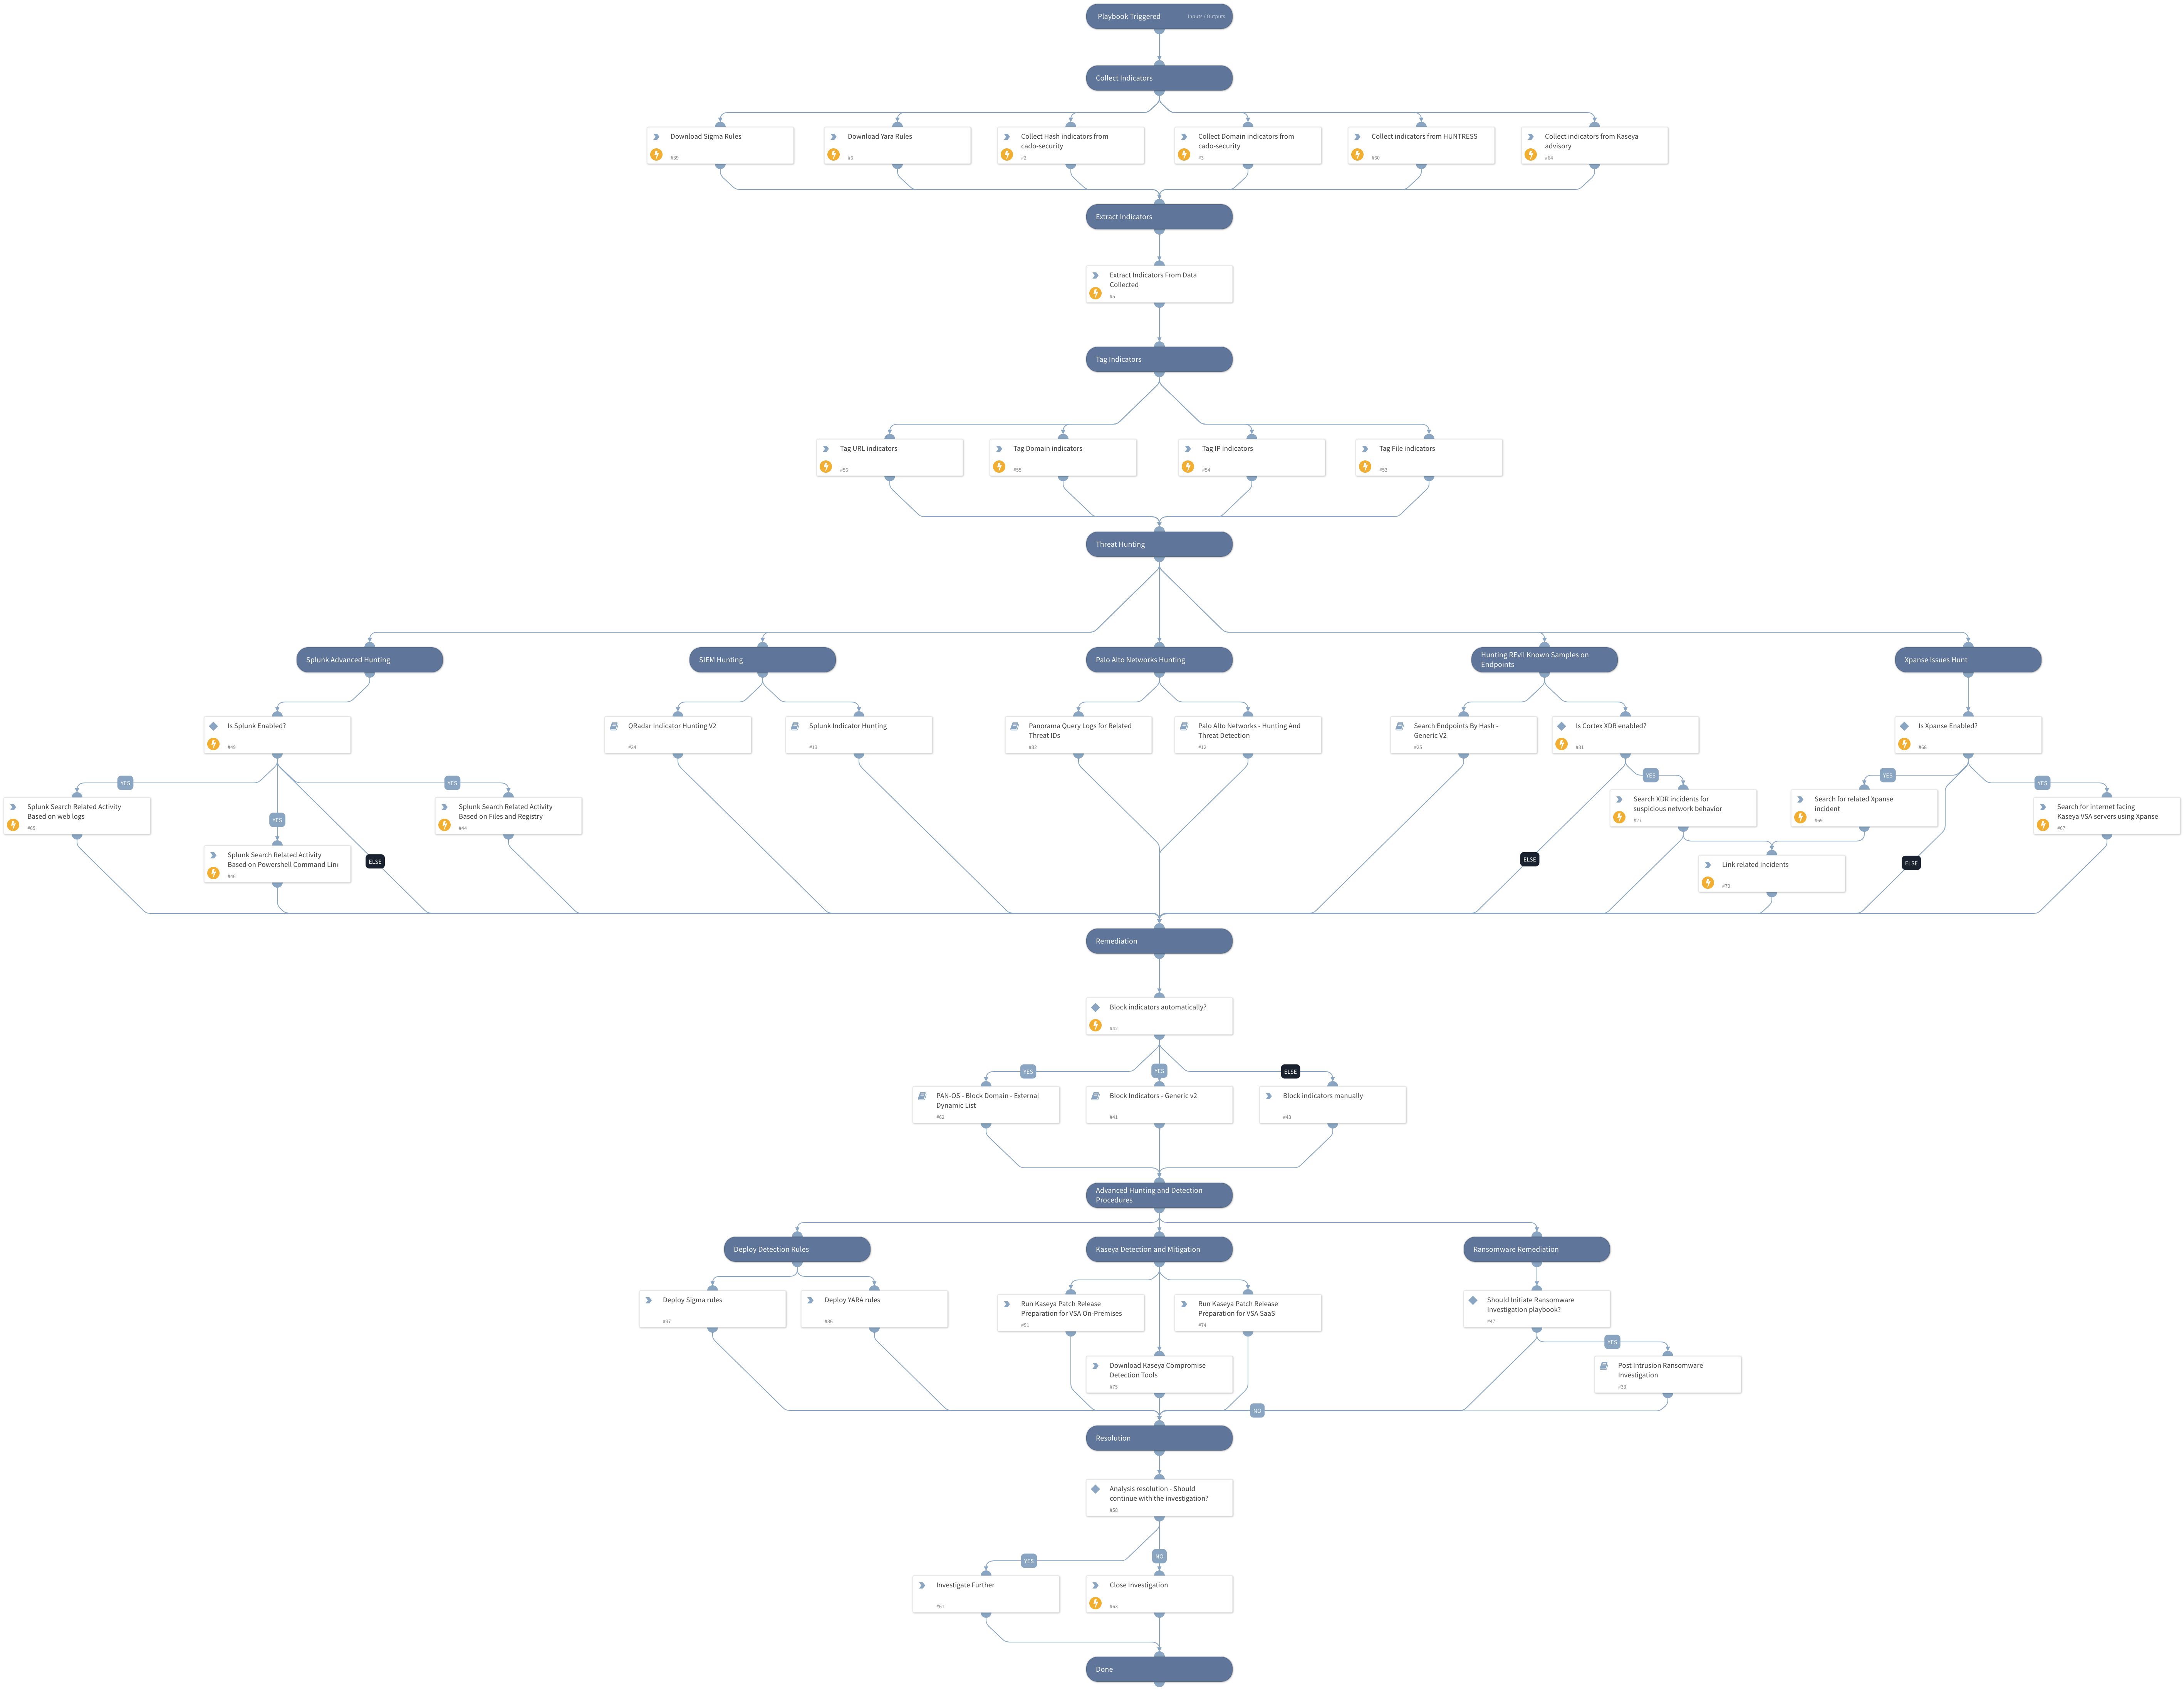 Playbook Triggered
Inputs / Outputs
Collect Indicators
Download Sigma Rules
#39
Download Yara Rules
#6
Collect Hash indicators from
cado-security
#2
Collect Domain indicators from
cado-security
#3
Collect indicators from HUNTRESS
#60
Collect indicators from Kaseya
advisory
#64
Extract Indicators
Extract Indicators From Data
Collected
#5
Tag Indicators
Tag URL indicators
#56
Tag Domain indicators
#55
Tag IP indicators
#54
Tag File indicators
#53
Threat Hunting
Splunk Advanced Hunting
SIEM Hunting
Palo Alto Networks Hunting
Hunting REvil Known Samples on
Endpoints
Xpanse Issues Hunt
Is Splunk Enabled?
#49
QRadar Indicator Hunting V2
#24
Splunk Indicator Hunting
#13
Panorama Query Logs for Related
Threat IDs
#32
Palo Alto Networks - Hunting And
Threat Detection
#12
Search Endpoints By Hash -
Generic V2
#25
Is Cortex XDR enabled?
#31
Is Xpanse Enabled?
#68
YES
YES
YES
YES
YES
Splunk Search Related Activity
Based on web logs
#65
Splunk Search Related Activity
Based on Files and Registry
#44
Search XDR incidents for
suspicious network behavior
#27
Search for related Xpanse
incident
#69
Search for internet facing
Kaseya VSA servers using Xpanse
#67
YES
Splunk Search Related Activity
Based on Powershell Command Line
#46
ELSE
ELSE
ELSE
Link related incidents
#70
Remediation
Block indicators automatically?
#42
YES
YES
ELSE
PAN-OS - Block Domain - External
Dynamic List
#62
Block Indicators - Generic v2
#41
Block indicators manually
#43
Advanced Hunting and Detection
Procedures
Deploy Detection Rules
Kaseya Detection and Mitigation
Ransomware Remediation
Deploy Sigma rules
#37
Deploy YARA rules
#36
Run Kaseya Patch Release
Preparation for VSA On-Premises
#51
Run Kaseya Patch Release
Preparation for VSA SaaS
#74
Should Initiate Ransomware
Investigation playbook?
#47
YES
Download Kaseya Compromise
Detection Tools
#75
Post Intrusion Ransomware
Investigation
#33
NO
Resolution
Analysis resolution - Should
continue with the investigation?
#58
YES
NO
Investigate Further
#61
Close Investigation
#63
Done